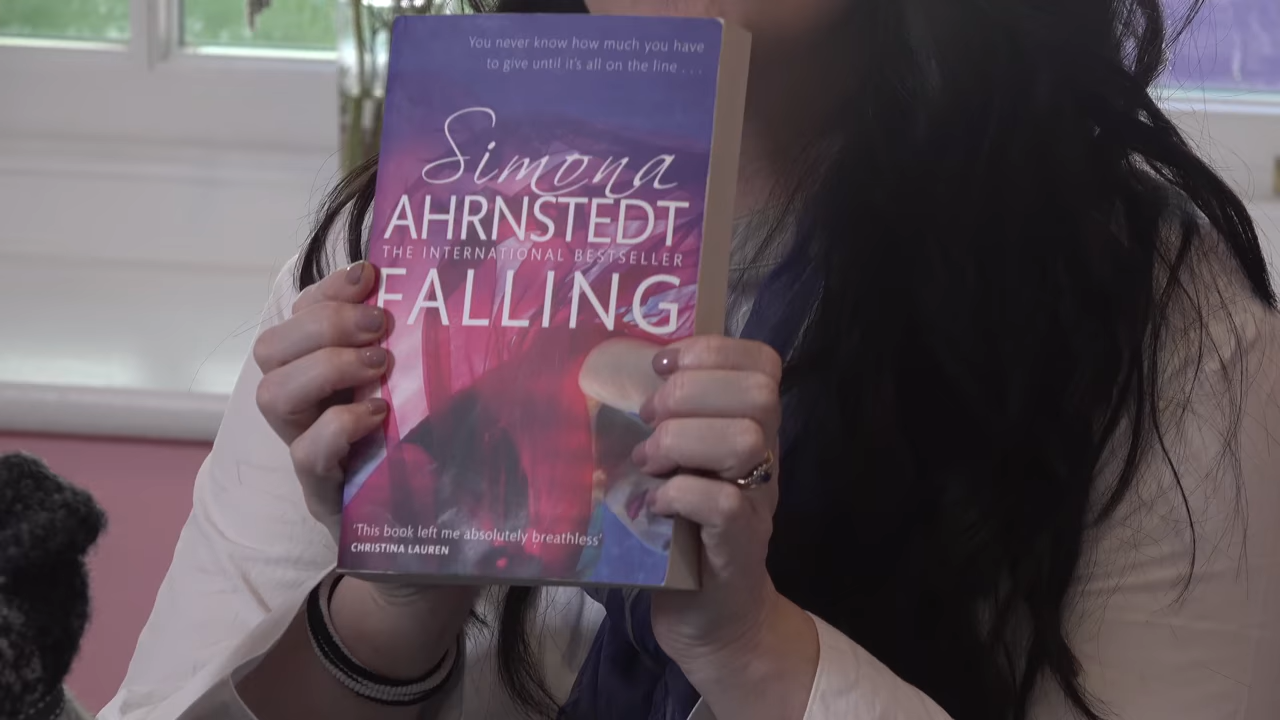 You never know how much you have
to give until it's all on the line . . .
Simona
AHRNSTEDT
THE INTERNATIONAL BESTSELLER
FALLING
'This book left me absolutely breathless'
CHRISTINA LAUREN